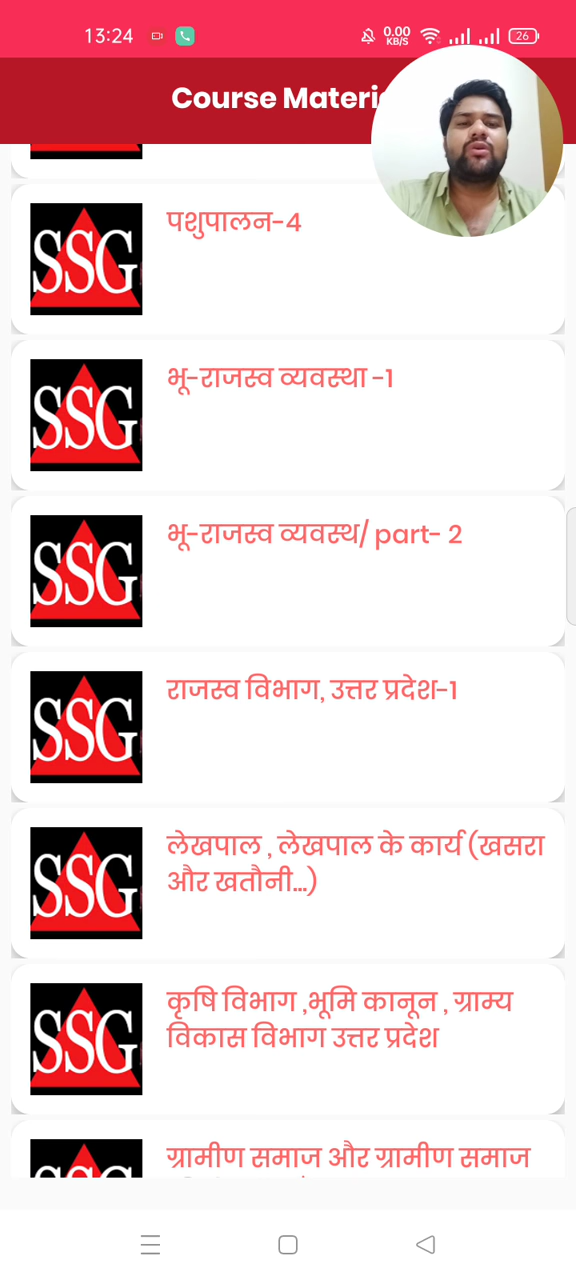 13:24
0.00
KB/S
26
Course Materi
पशुपालन-4
SSG
भू-राजस्व व्यवस्था -1
SSG
भू-राजस्व व्यवस्थ/ part- 2
SSG
राजस्व विभाग, उत्तर प्रदेश-1
SSG
लेखपाल , लेखपाल के कार्य (खसरा
और खतौनी...)
SSG
कृषि विभाग ,भूमि कानून , ग्राम्य
विकास विभाग उत्तर प्रदेश
SSG
ग्रामीण समाज और ग्रामीण समाज
SSG